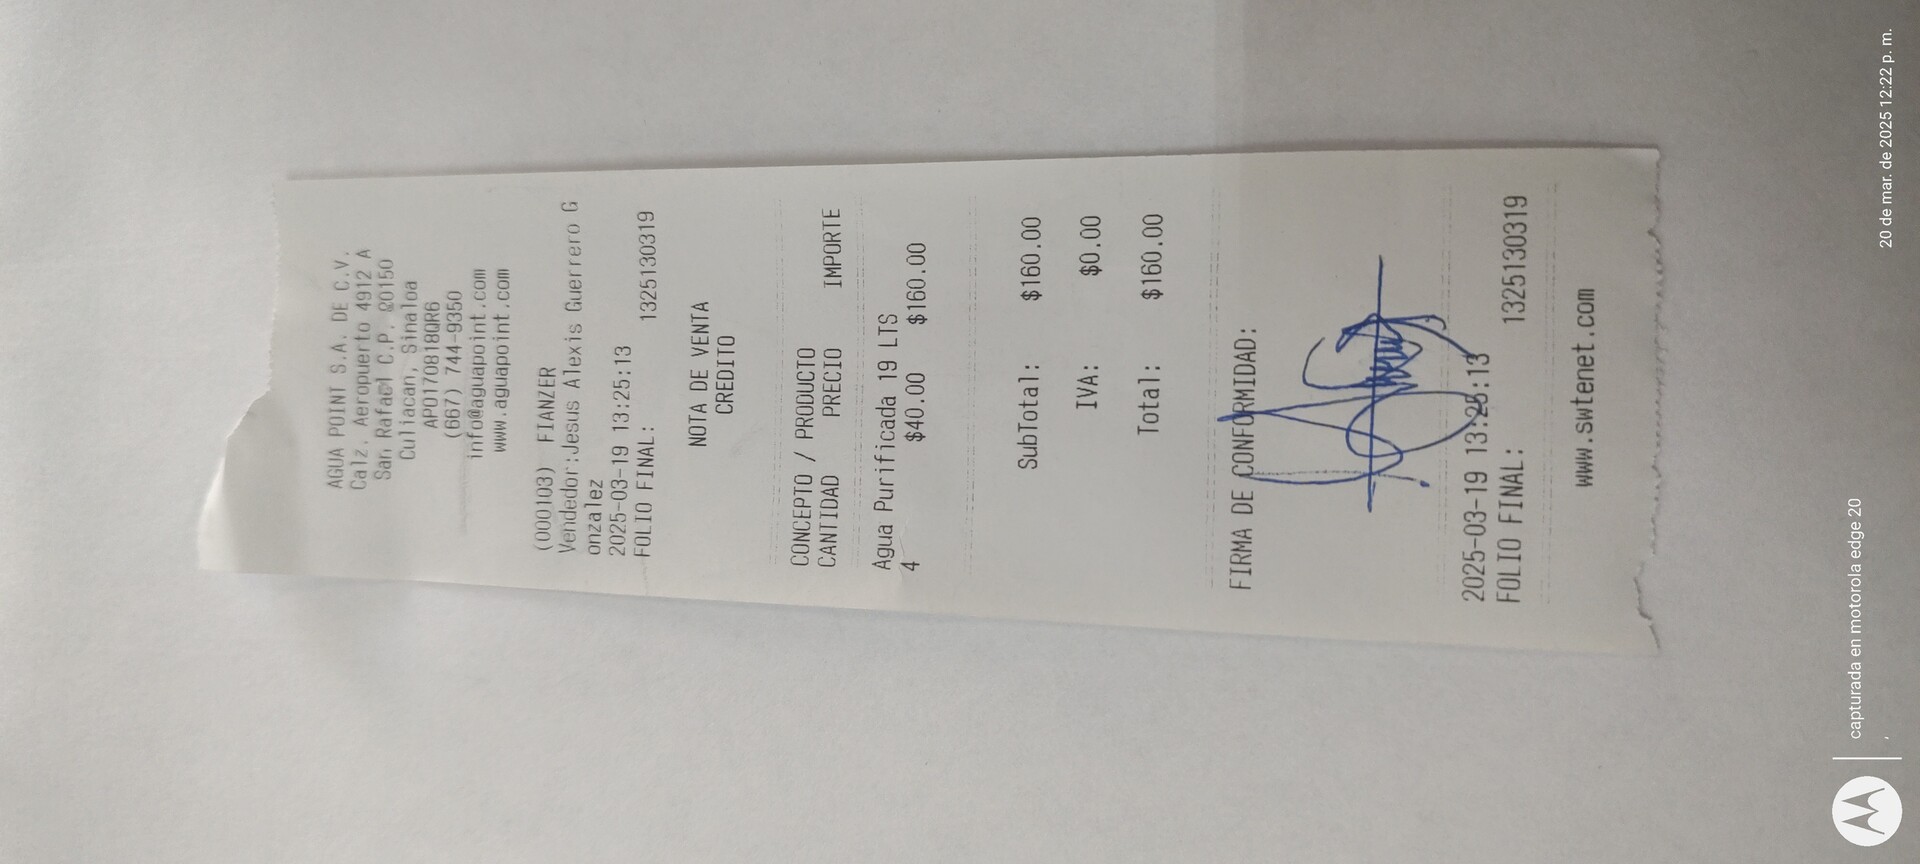 AGUA POINT S.A. DE C.V.
Calz. Aeropuerto 4912 A
San Rafael C.P. 80150
Culiacan, Sinaloa
APO170818QR6
(667) 744-9350
info@aguapoint.com
www.aguapoint.com
(000103) FIANZER
Vendedor:Jesus Alexis Guerrero G
onzalez
2025-03-19 13:25:13
FOLIO FINAL: 1325130319
NOTA DE VENTA
CREDITO
CONCEPTO / PRODUCTO
CANTIDAD PRECIO IMPORTE
Agua Purificada 19 LTS
4 $40.00 $160.00
SubTotal: $160.00
IVA: $0.00
Total: $160.00
FIRMA DE CONFORMIDAD:
2025-03-19 13:25:13
FOLIO FINAL: 1325130319
www.swtenet.com
capturada en motorola edge 20
20 de mar. de 2025 12:22 p. m.